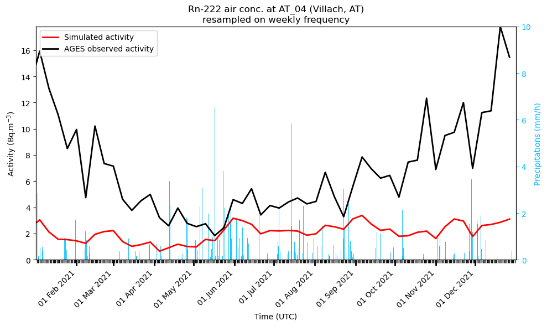 Rn-222 air conc. at AT_04 (Villach, AT)
resampled on weekly frequency
Simulated activity
AGES observed activity
Activity (Bq.m⁻³)
16
14
12
10
8
6
4
2
0
10
8
6
4
2
0
Precipitations (mm/h)
01 Feb 2021
01 Mar 2021
01 Apr 2021
01 May 2021
01 Jun 2021
01 Jul 2021
01 Aug 2021
01 Sep 2021
01 Oct 2021
01 Nov 2021
01 Dec 2021
Time (UTC)